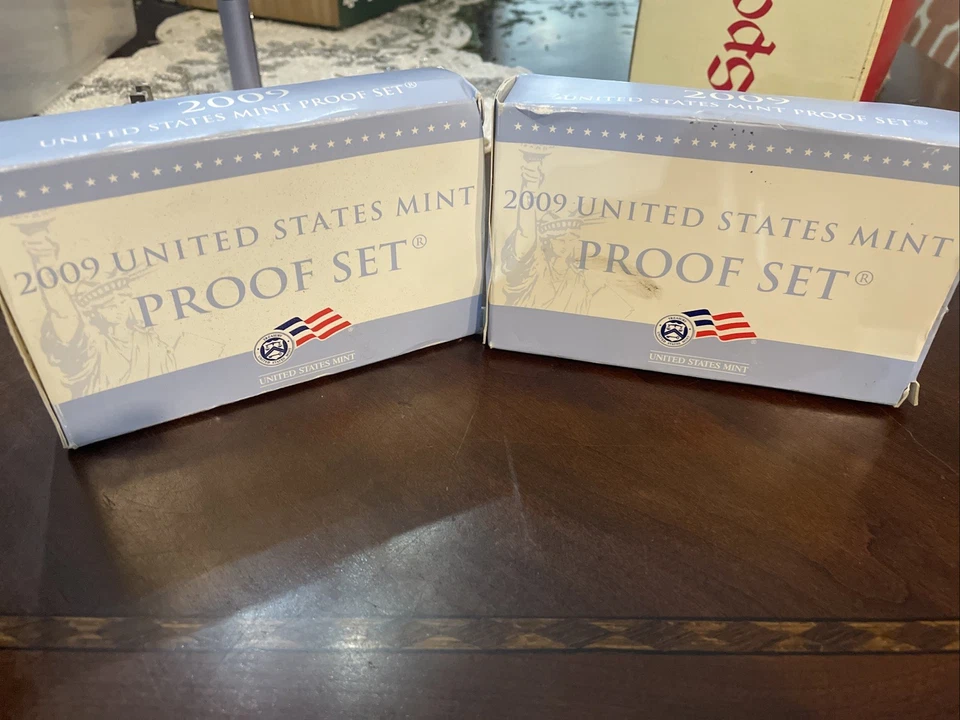 2009
UNITED STATES MINT PROOF SET®
2009 UNITED STATES MINT
PROOF SET®
UNITED STATES MINT
2009
UNITED STATES MINT PROOF SET®
2009 UNITED STATES MINT
PROOF SET®
UNITED STATES MINT